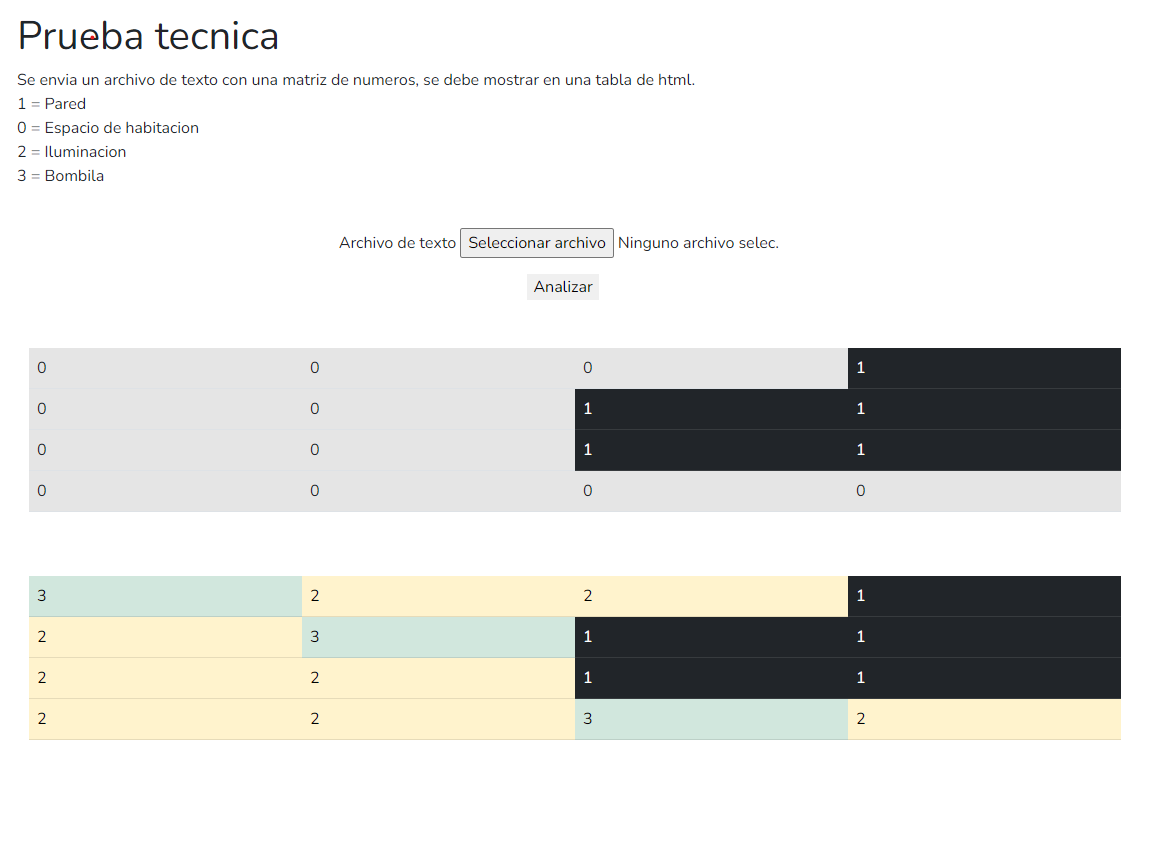 Prueba tecnica
Se envia un archivo de texto con una matriz de numeros, se debe mostrar en una tabla de html.
1 = Pared
0 = Espacio de habitacion
2 = Iluminacion
3 = Bombila
Archivo de texto Seleccionar archivo Ninguno archivo selec.
Analizar
0 0 0 1
0 0 1 1
0 0 1 1
0 0 0 0
3 2 2 1
2 3 1 1
2 2 1 1
2 2 3 2